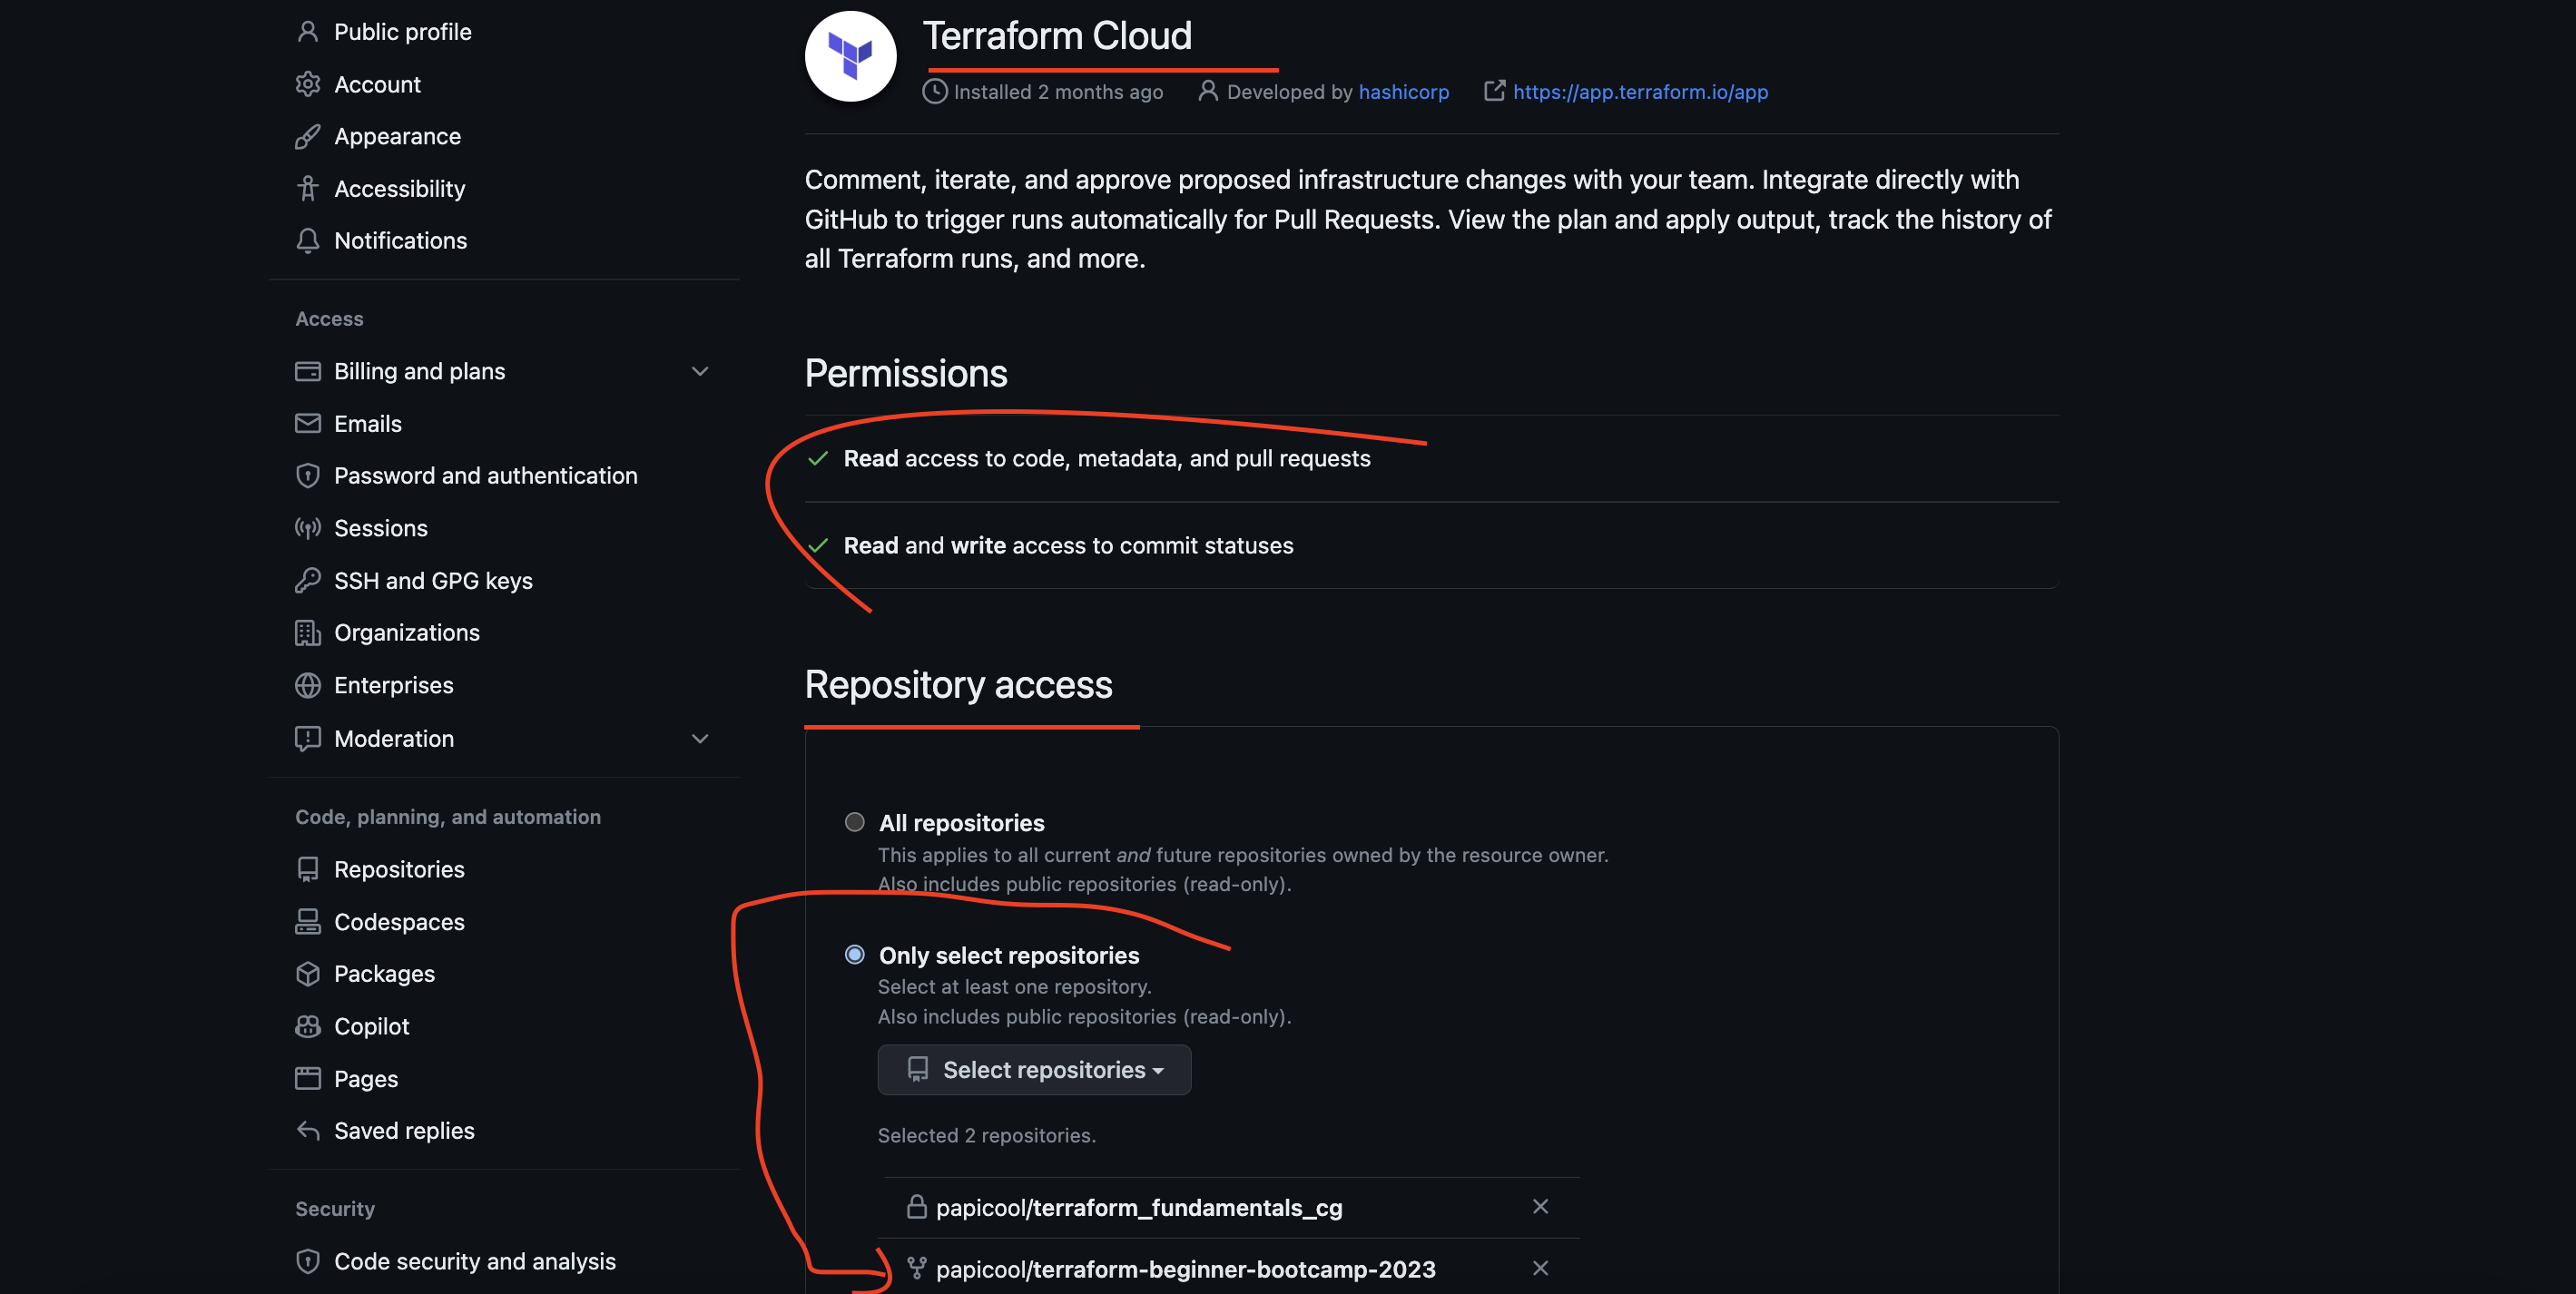 Public profile
Account
Appearance
Accessibility
Notifications
Access
Billing and plans
Emails
Password and authentication
Sessions
SSH and GPG keys
Organizations
Enterprises
Moderation
Code, planning, and automation
Repositories
Codespaces
Packages
Copilot
Pages
Saved replies
Security
Code security and analysis
Terraform Cloud
Installed 2 months ago Developed by hashicorp https://app.terraform.io/app
Comment, iterate, and approve proposed infrastructure changes with your team. Integrate directly with
GitHub to trigger runs automatically for Pull Requests. View the plan and apply output, track the history of
all Terraform runs, and more.
Permissions
Read access to code, metadata, and pull requests
Read and write access to commit statuses
Repository access
All repositories
This applies to all current and future repositories owned by the resource owner.
Also includes public repositories (read-only).
Only select repositories
Select at least one repository.
Also includes public repositories (read-only).
Select repositories
Selected 2 repositories.
papicool/terraform_fundamentals_cg
papicool/terraform-beginner-bootcamp-2023